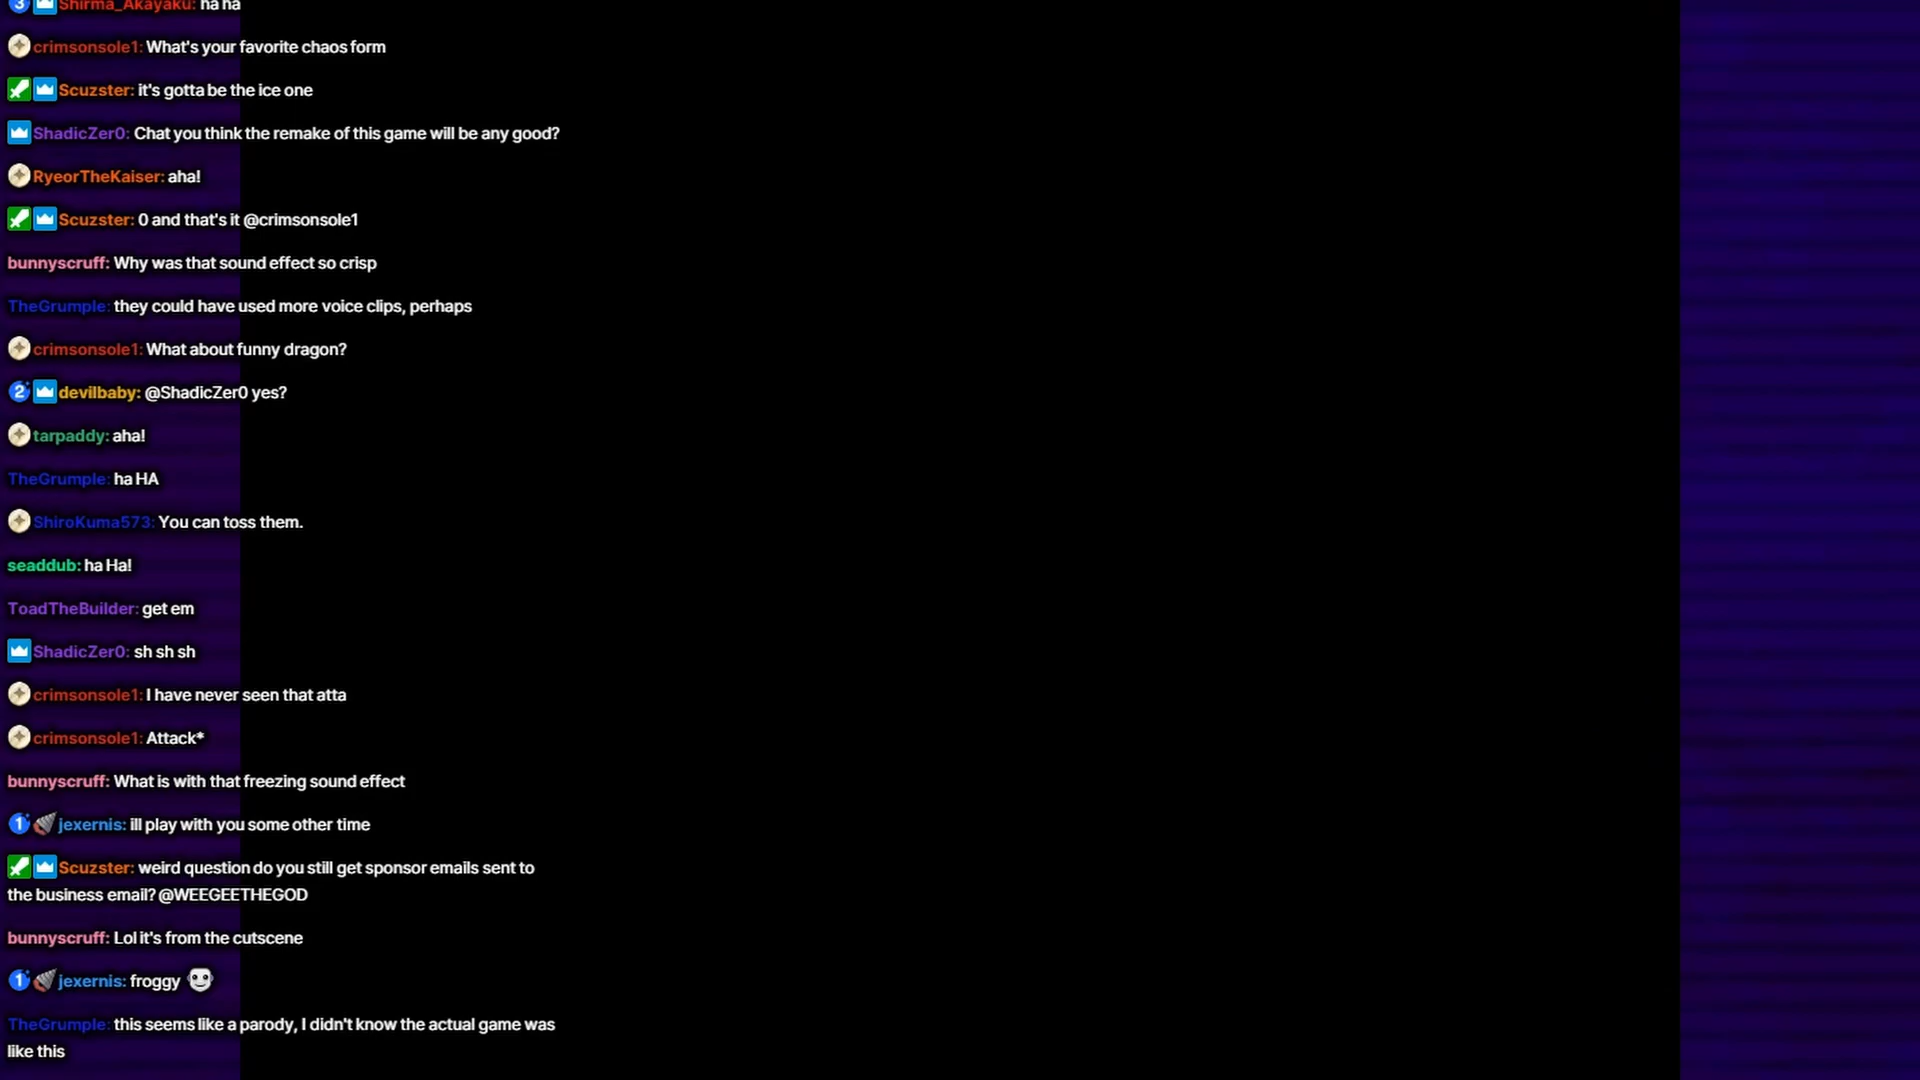 3 Shirma_Akayaku: ha ha
crimsonsole1: What's your favorite chaos form
Scuzster: it's gotta be the ice one
ShadicZer0: Chat you think the remake of this game will be any good?
RyeorTheKaiser: aha!
Scuzster: 0 and that's it @crimsonsole1
bunnyscruff: Why was that sound effect so crisp
TheGrumple: they could have used more voice clips, perhaps
crimsonsole1: What about funny dragon?
2 devilbaby: @ShadicZer0 yes?
tarpaddy: aha!
TheGrumple: ha HA
ShiroKuma573: You can toss them.
seaddub: ha Ha!
ToadTheBuilder: get em
ShadicZer0: sh sh sh
crimsonsole1: I have never seen that atta
crimsonsole1: Attack*
bunnyscruff: What is with that freezing sound effect
1 jexernis: ill play with you some other time
Scuzster: weird question do you still get sponsor emails sent to
the business email? @WEEGEETHEGOD
bunnyscruff: Lol it's from the cutscene
1 jexernis: froggy
TheGrumple: this seems like a parody, I didn't know the actual game was
like this